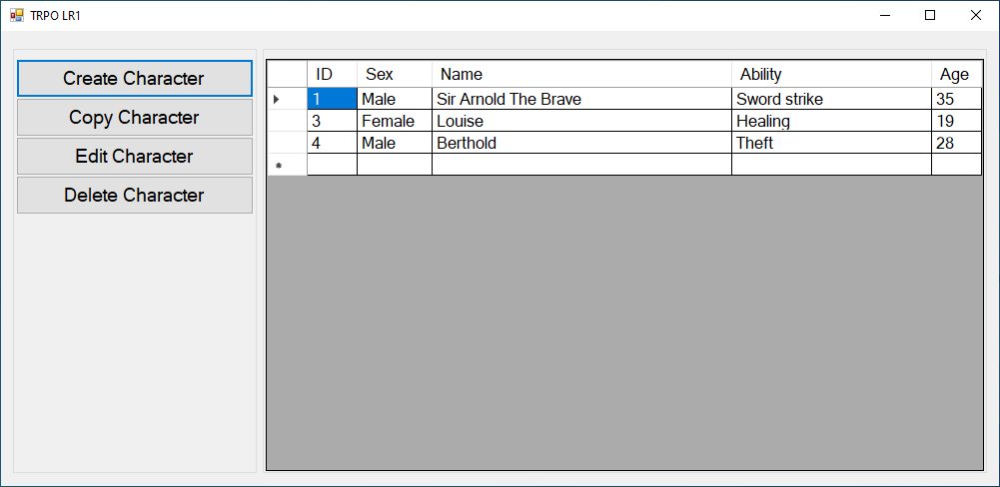 TRPO LR1
Create Character
Copy Character
Edit Character
Delete Character
ID Sex Name Ability Age
1 Male Sir Arnold The Brave Sword strike 35
3 Female Louise Healing 19
4 Male Berthold Theft 28